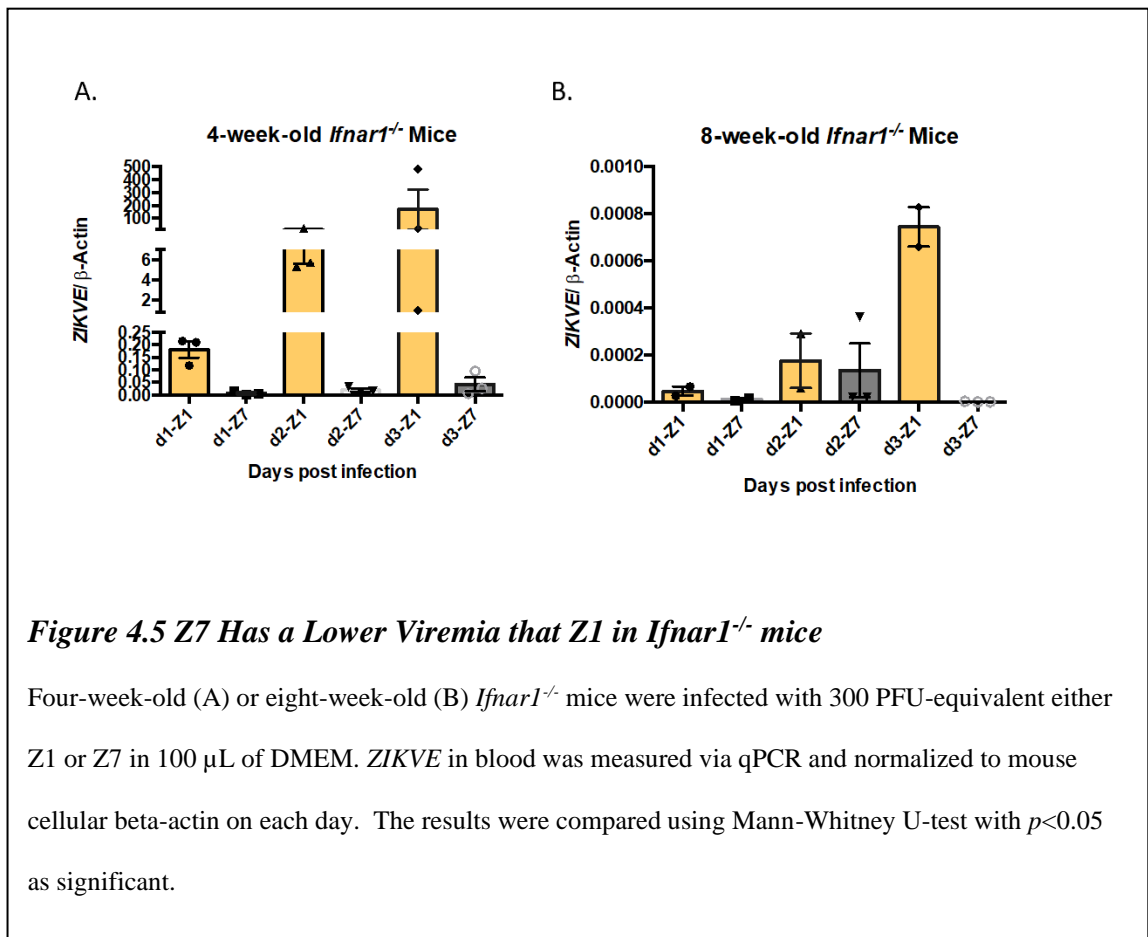 A.
B.
4-week-old Ifnar1-/- Mice
8-week-old Ifnar1-/- Mice
ZIKVE/ β-Actin
500
400
300
200
100
6
4
2
0.25
0.20
0.15
0.10
0.05
0.00
d1-Z1
d1-Z7
d2-Z1
d2-Z7
d3-Z1
d3-Z7
Days post infection
ZIKVE/ β-Actin
0.0010
0.0008
0.0006
0.0004
0.0002
0.0000
d1-Z1
d1-Z7
d2-Z1
d2-Z7
d3-Z1
d3-Z7
Days post infection
Figure 4.5 Z7 Has a Lower Viremia that Z1 in Ifnar1-/- mice
Four-week-old (A) or eight-week-old (B) Ifnar1-/- mice were infected with 300 PFU-equivalent either
Z1 or Z7 in 100 µL of DMEM. ZIKVE in blood was measured via qPCR and normalized to mouse
cellular beta-actin on each day. The results were compared using Mann-Whitney U-test with p<0.05
as significant.